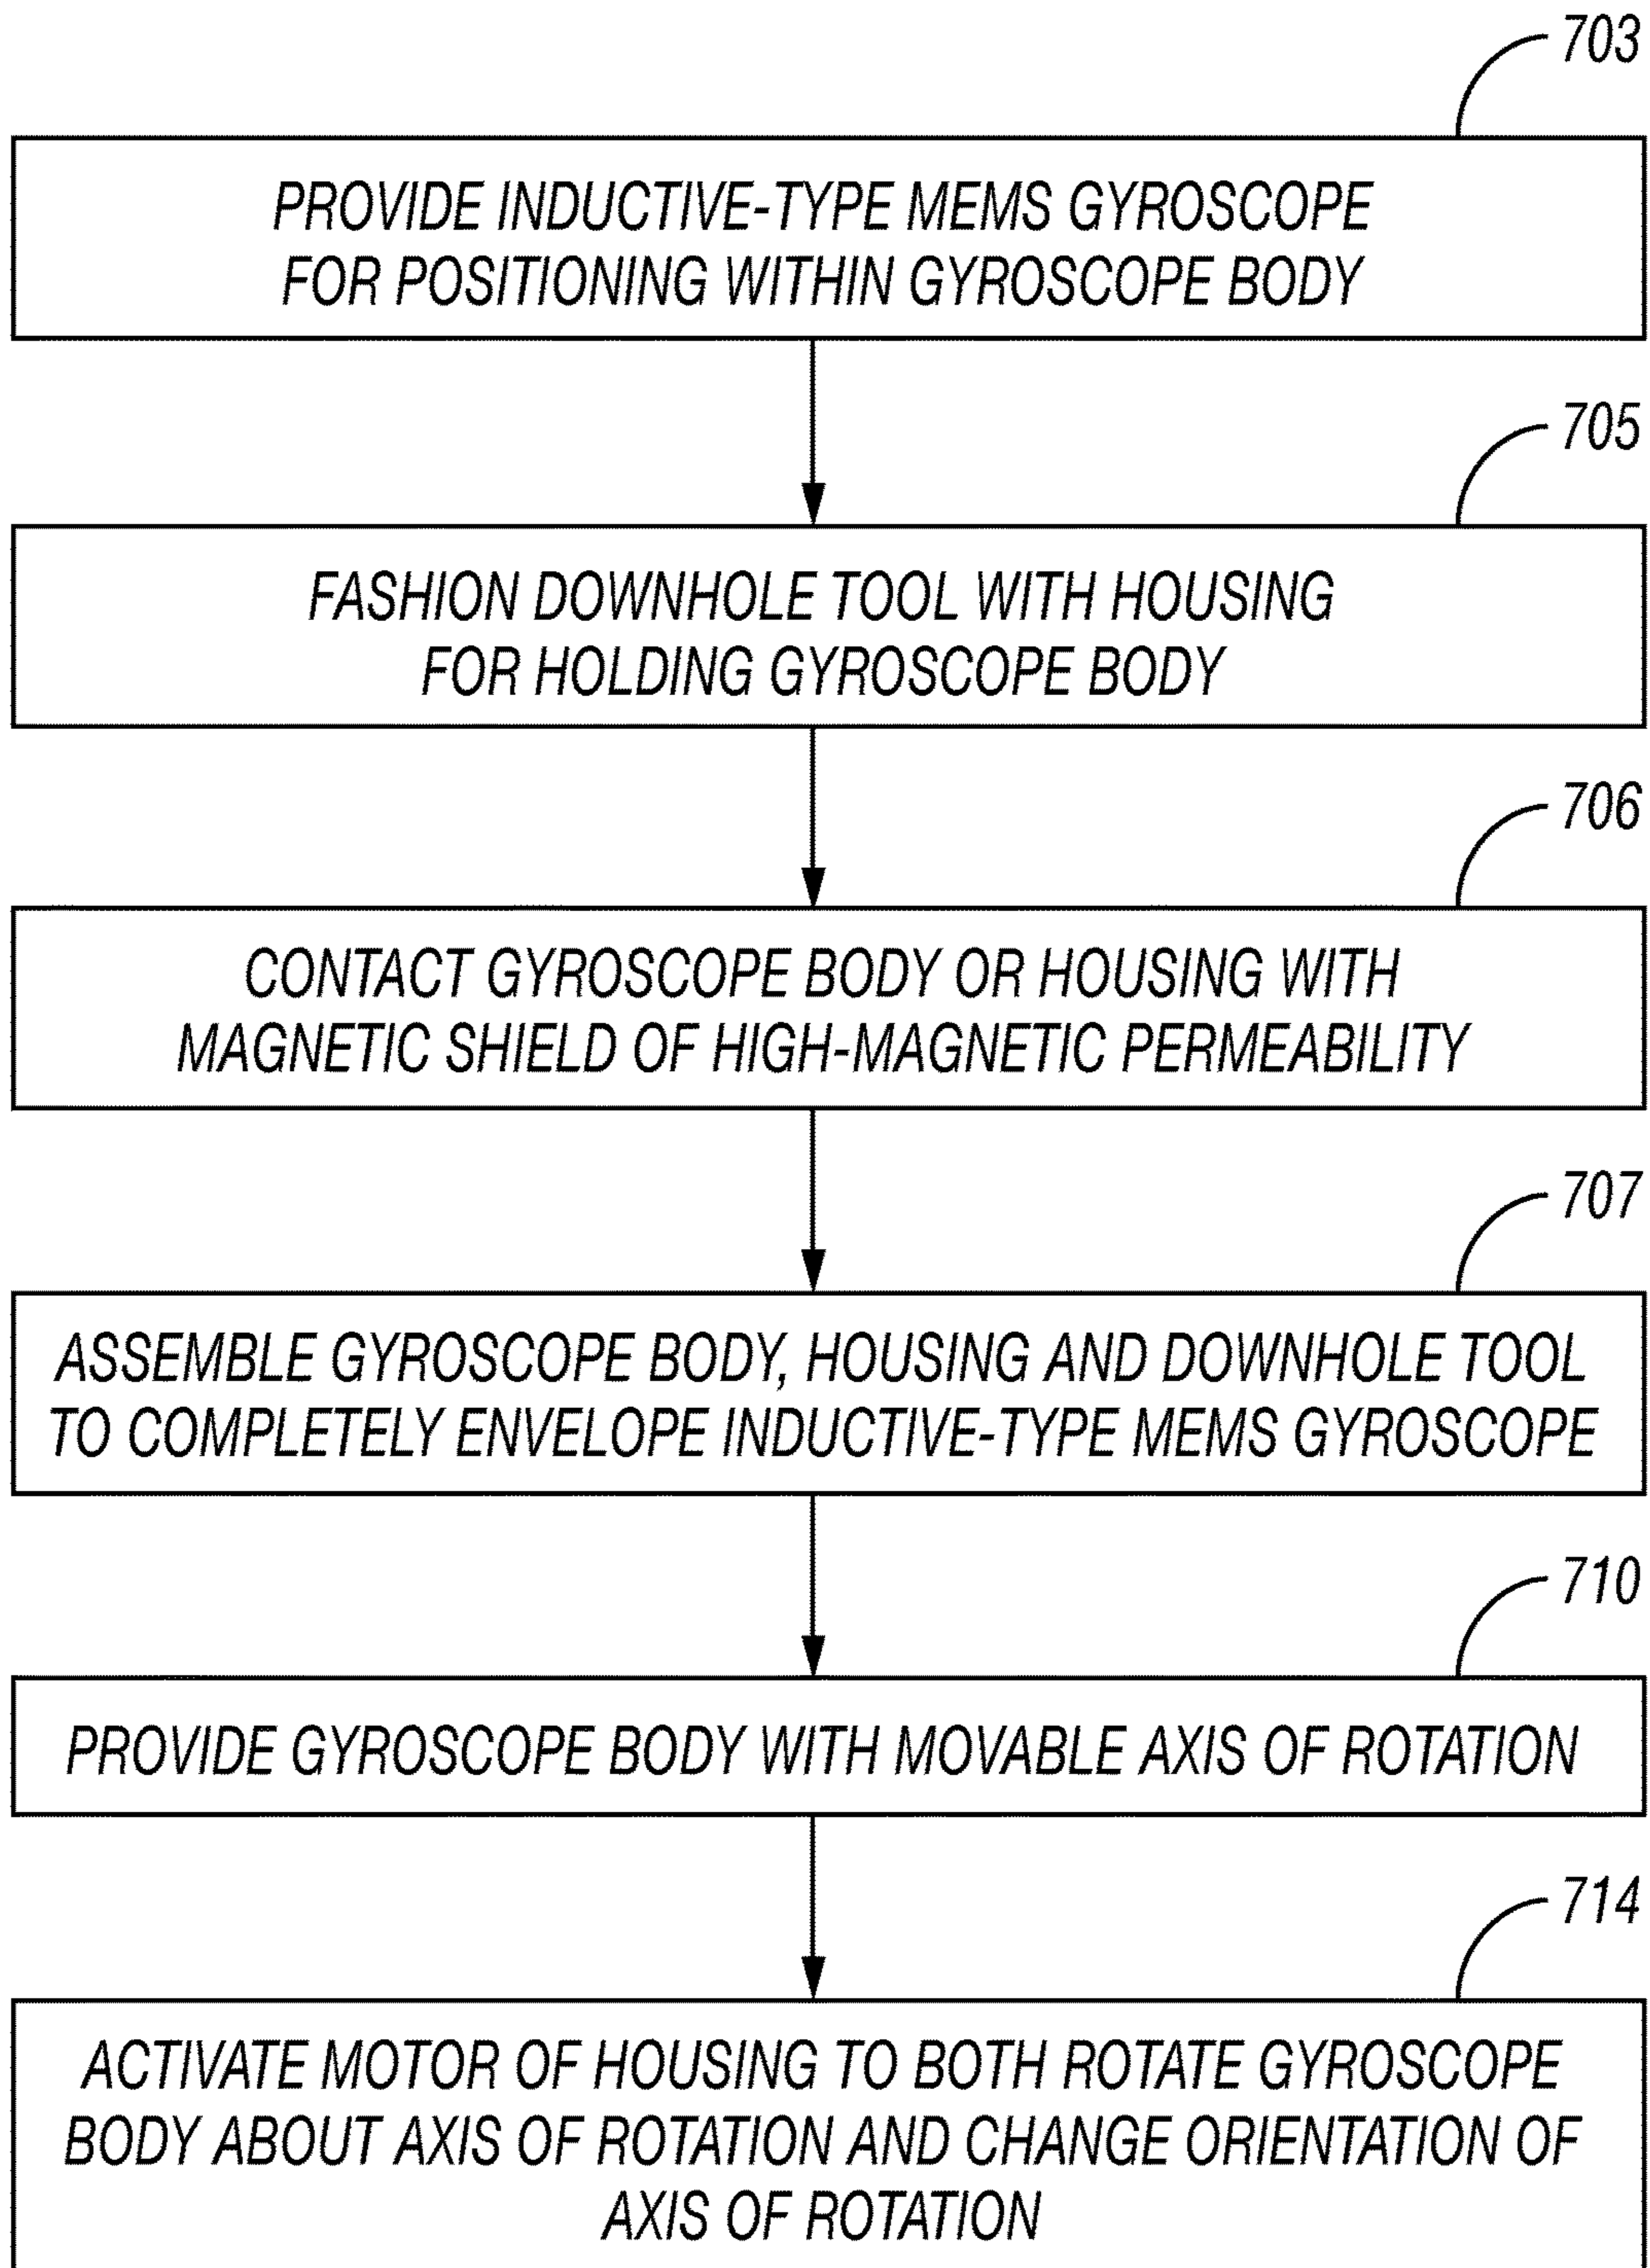 703
PROVIDE INDUCTIVE-TYPE MEMS GYROSCOPE
FOR POSITIONING WITHIN GYROSCOPE BODY
705
FASHION DOWNHOLE TOOL WITH HOUSING
FOR HOLDING GYROSCOPE BODY
706
CONTACT GYROSCOPE BODY OR HOUSING WITH
MAGNETIC SHIELD OF HIGH-MAGNETIC PERMEABILITY
707
ASSEMBLE GYROSCOPE BODY, HOUSING AND DOWNHOLE TOOL
TO COMPLETELY ENVELOPE INDUCTIVE-TYPE MEMS GYROSCOPE
710
PROVIDE GYROSCOPE BODY WITH MOVABLE AXIS OF ROTATION
714
ACTIVATE MOTOR OF HOUSING TO BOTH ROTATE GYROSCOPE
BODY ABOUT AXIS OF ROTATION AND CHANGE ORIENTATION OF
AXIS OF ROTATION